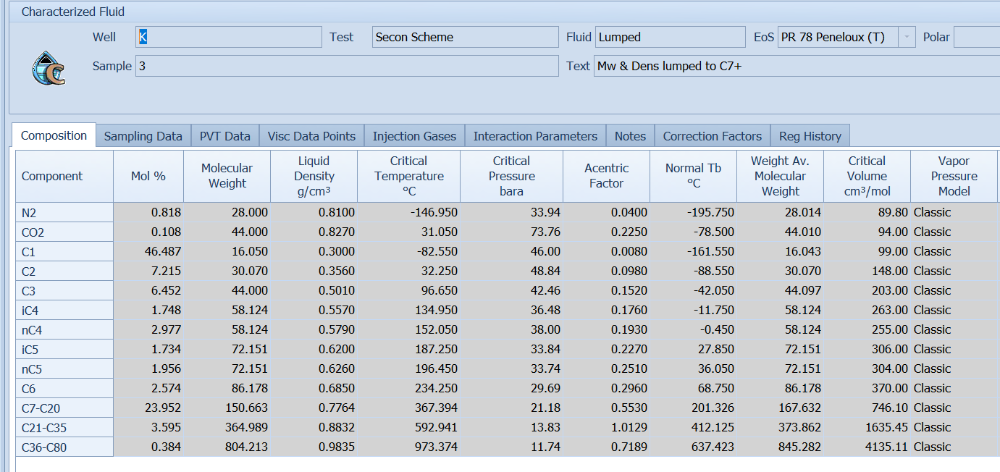 Characterized Fluid
Well K Test Secon Scheme Fluid Lumped EoS PR 78 Peneloux (T) Polar
Sample 3 Text Mw & Dens lumped to C7+
Composition Sampling Data PVT Data Visc Data Points Injection Gases Interaction Parameters Notes Correction Factors Reg History
Component Mol % Molecular Weight Liquid Density g/cm³ Critical Temperature °C Critical Pressure bara Acentric Factor Normal Tb °C Weight Av. Molecular Weight Critical Volume cm³/mol Vapor Pressure Model
N2 0.818 28.000 0.8100 -146.950 33.94 0.0400 -195.750 28.014 89.80 Classic
CO2 0.108 44.000 0.8270 31.050 73.76 0.2250 -78.500 44.010 94.00 Classic
C1 46.487 16.050 0.3000 -82.550 46.00 0.0080 -161.550 16.043 99.00 Classic
C2 7.215 30.070 0.3560 32.250 48.84 0.0980 -88.550 30.070 148.00 Classic
C3 6.452 44.000 0.5010 96.650 42.46 0.1520 -42.050 44.097 203.00 Classic
iC4 1.748 58.124 0.5570 134.950 36.48 0.1760 -11.750 58.124 263.00 Classic
nC4 2.977 58.124 0.5790 152.050 38.00 0.1930 -0.450 58.124 255.00 Classic
iC5 1.734 72.151 0.6200 187.250 33.84 0.2270 27.850 72.151 306.00 Classic
nC5 1.956 72.151 0.6260 196.450 33.74 0.2510 36.050 72.151 304.00 Classic
C6 2.574 86.178 0.6850 234.250 29.69 0.2960 68.750 86.178 370.00 Classic
C7-C20 23.952 150.663 0.7764 367.394 21.18 0.5530 201.326 167.632 746.10 Classic
C21-C35 3.595 364.989 0.8832 592.941 13.83 1.0129 412.125 373.862 1635.45 Classic
C36-C80 0.384 804.213 0.9835 973.374 11.74 0.7189 637.423 845.282 4135.11 Classic